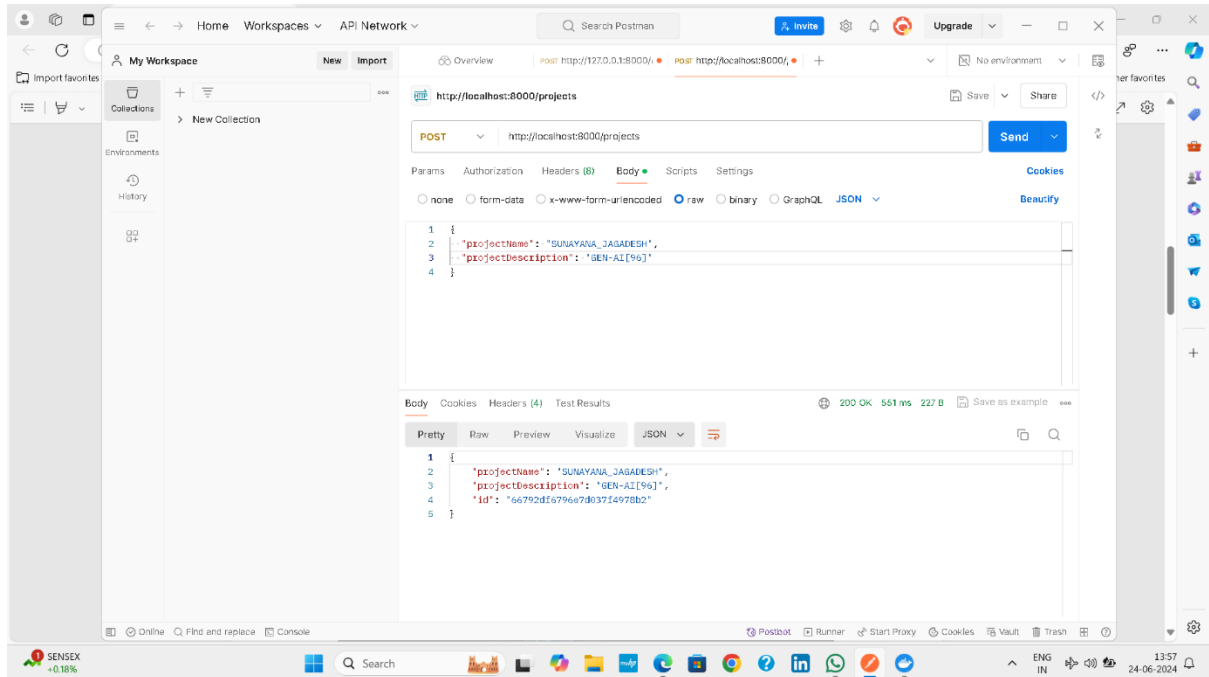 Home Workspaces API Network Search Postman Invite Upgrade
Import favorites
My Workspace New Import Overview POST http://127.0.0.1:8000/ POST http://localhost:8000/ No environment
her favorites
Collections
New Collection
Environments
History
http://localhost:8000/projects Save Share
POST http://localhost:8000/projects Send
Params Authorization Headers (8) Body Scripts Settings Cookies
none form-data x-www-form-urlencoded raw binary GraphQL JSON Beautify
1 {
2 "projectName": "SUNAYANA_JAGADESH",
3 "projectDescription": "GEN-AI[96]"
4 }
Body Cookies Headers (4) Test Results 200 OK 551 ms 227 B Save as example
Pretty Raw Preview Visualize JSON
1 {
2 "projectName": "SUNAYANA_JAGADESH",
3 "projectDescription": "GEN-AI[96]",
4 "id": "66792df6796e7d037f4978b2"
5 }
Online Find and replace Console Postbot Runner Start Proxy Cookies Vault Trash
1 SENSEX
+0.18%
Search
ENG
IN
13:57
24-06-2024